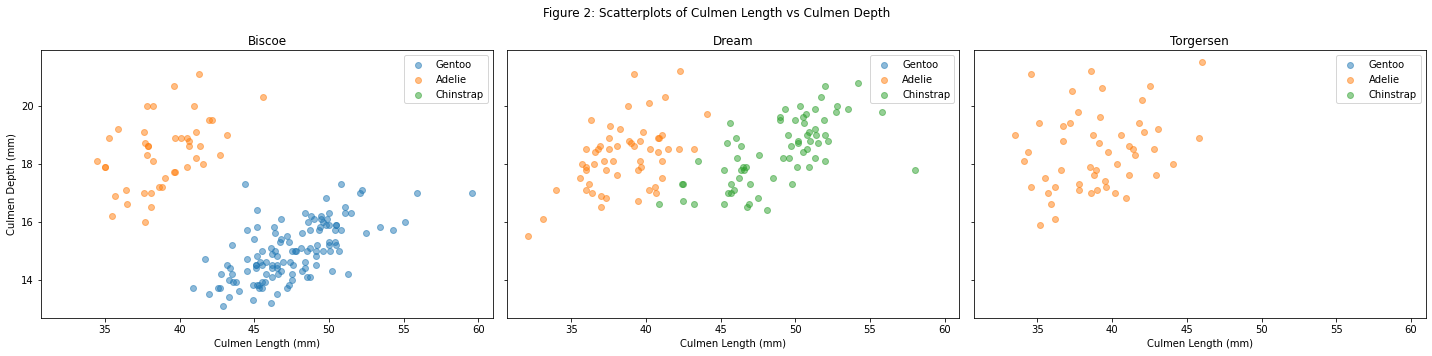 Figure 2: Scatterplots of Culmen Length vs Culmen Depth
Biscoe
Dream
Torgersen
Gentoo
Adelie
Chinstrap
Gentoo
Adelie
Chinstrap
Gentoo
Adelie
Chinstrap
Culmen Depth (mm)
20
18
16
14
35 40 45 50 55 60
35 40 45 50 55 60
35 40 45 50 55 60
Culmen Length (mm)
Culmen Length (mm)
Culmen Length (mm)